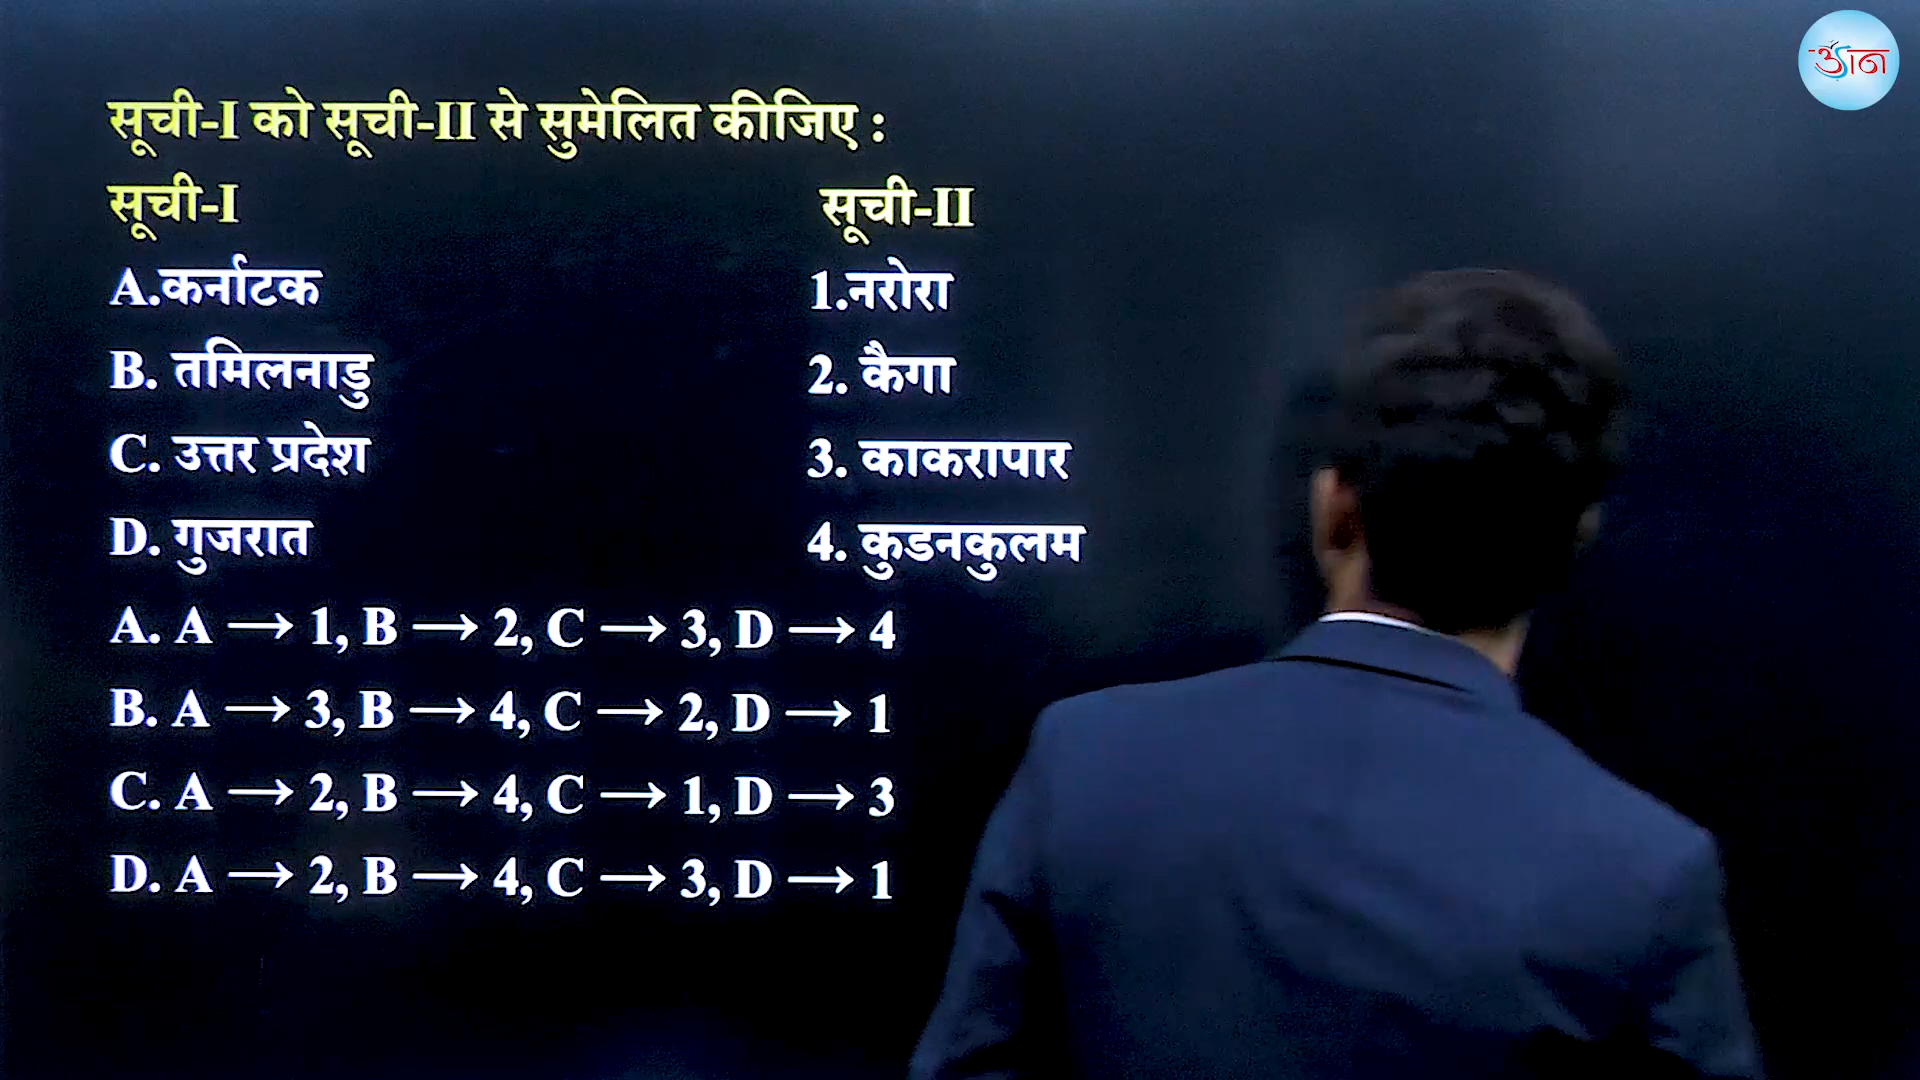 उड़ान
सूची-I को सूची-II से सुमेलित कीजिए :
सूची-I सूची-II
A.कर्नाटक 1.नरोरा
B. तमिलनाडु 2. कैगा
C. उत्तर प्रदेश 3. काकरापार
D. गुजरात 4. कुडनकुलम
A. A → 1, B → 2, C → 3, D → 4
B. A → 3, B → 4, C → 2, D → 1
C. A → 2, B → 4, C → 1, D → 3
D. A → 2, B → 4, C → 3, D → 1